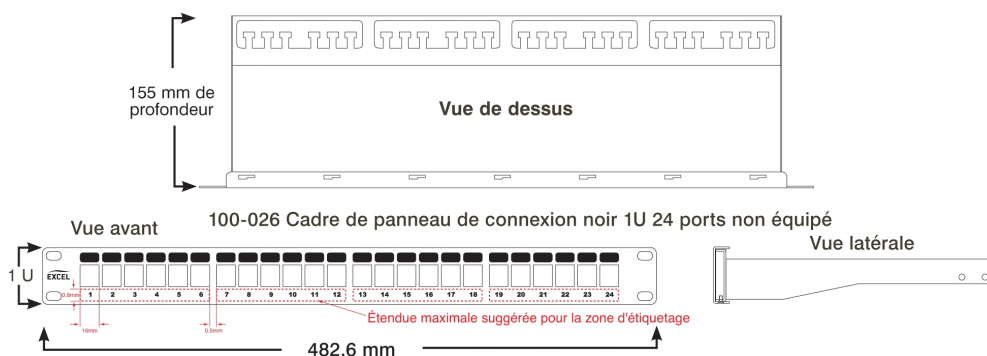 155 mm de
profondeur
Vue de dessus
100-026 Cadre de panneau de connexion noir 1U 24 ports non équipé
Vue avant
Vue latérale
1 U
EXCEL
0.8mm
1 2 3 4 5 6 7 8 9 10 11 12 13 14 15 16 17 18 19 20 21 22 23 24
Étendue maximale suggérée pour la zone d'étiquetage
16mm
0.5mm
482.6 mm